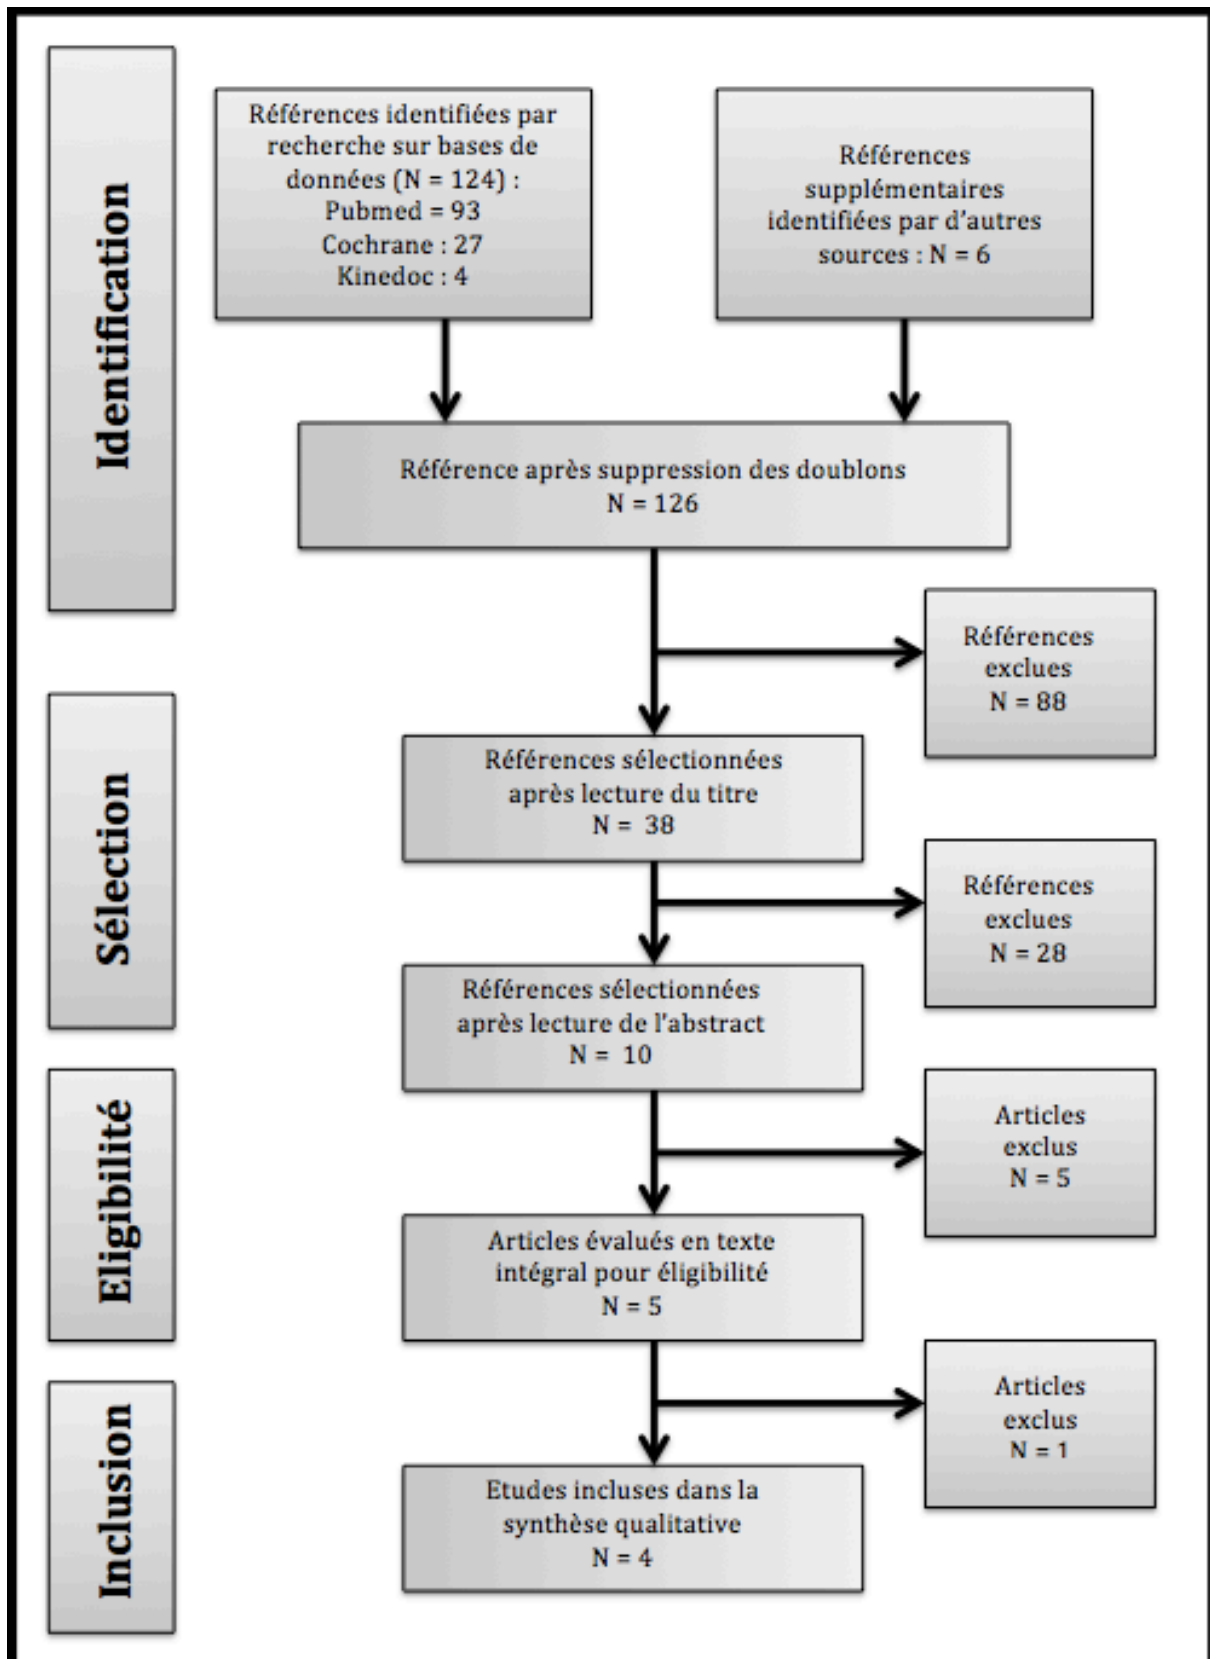 Identification
Références identifiées par
recherche sur bases de
données (N = 124) :
Pubmed = 93
Cochrane : 27
Kinedoc : 4
Références
supplémentaires
identifiées par d'autres
sources : N = 6
Référence après suppression des doublons
N = 126
Références
exclues
N = 88
Sélection
Références sélectionnées
après lecture du titre
N = 38
Références
exclues
N = 28
Références sélectionnées
après lecture de l'abstract
N = 10
Eligibilité
Articles
exclus
N = 5
Articles évalués en texte
intégral pour éligibilité
N = 5
Inclusion
Articles
exclus
N = 1
Etudes incluses dans la
synthèse qualitative
N = 4